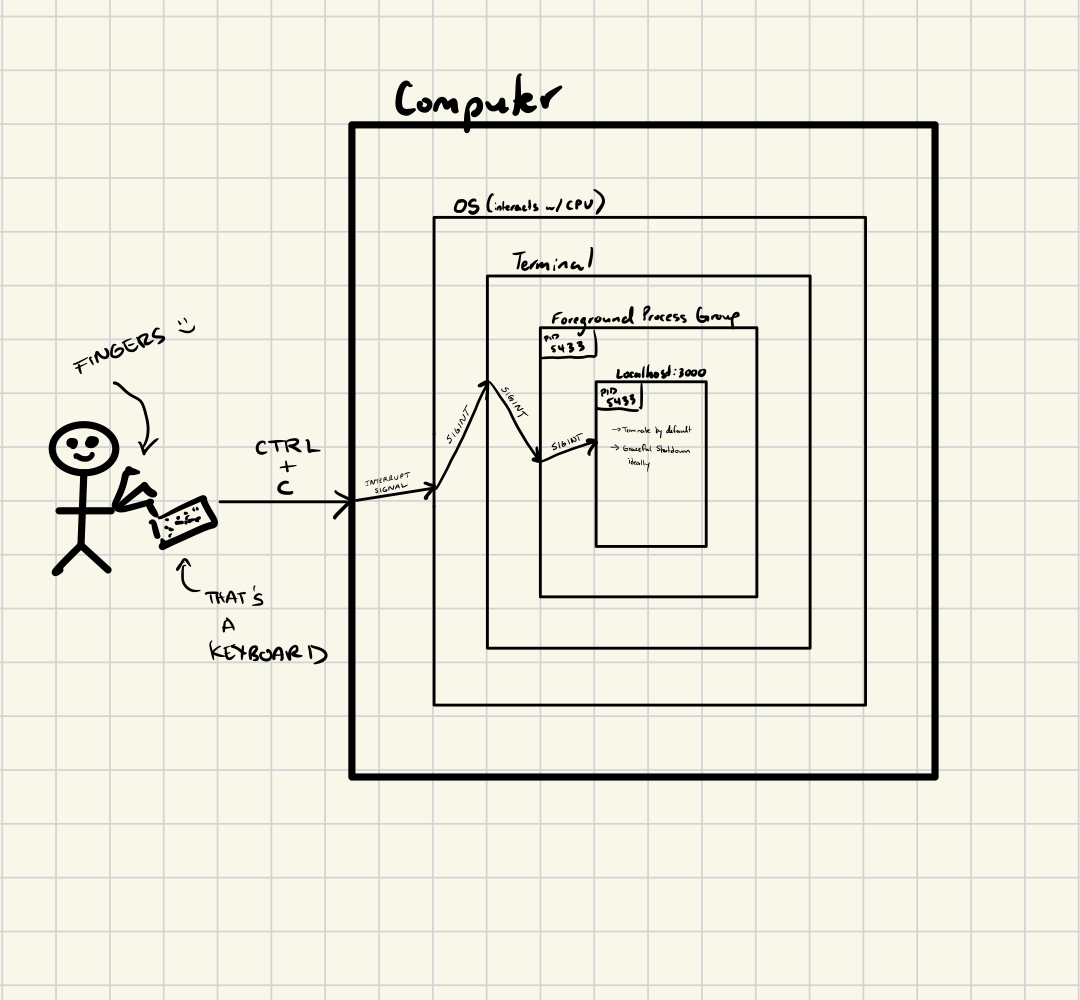 Computer
OS (interacts w/ CPU)
Terminal
Foreground Process Group
PID
5433
Localhost:3000
PID
5433
→ Terminate by default
→ Graceful Shutdown
ideally
FINGERS :)
CTRL
+
C
INTERRUPT
SIGNAL
SIGINT
SIGINT
SIGINT
THAT'S
A
KEYBOARD